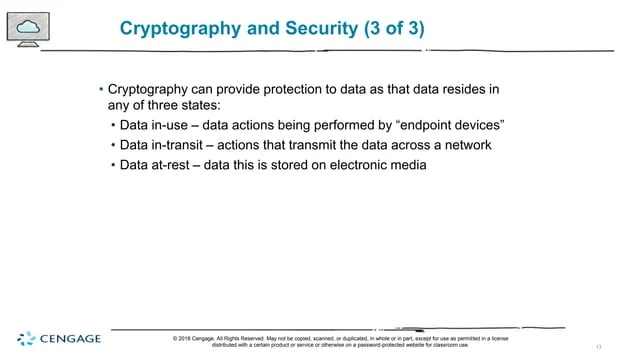 Cryptography and Security (3 of 3)
• Cryptography can provide protection to data as that data resides in
any of three states:
• Data in-use – data actions being performed by “endpoint devices”
• Data in-transit – actions that transmit the data across a network
• Data at-rest – data this is stored on electronic media
CENGAGE
© 2018 Cengage. All Rights Reserved. May not be copied, scanned, or duplicated, in whole or in part, except for use as permitted in a license
distributed with a certain product or service or otherwise on a password-protected website for classroom use.